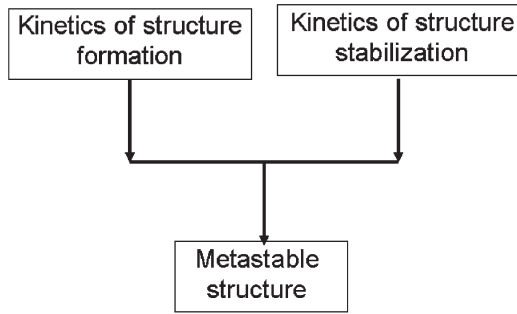 Kinetics of structure
formation
Kinetics of structure
stabilization
Metastable
structure